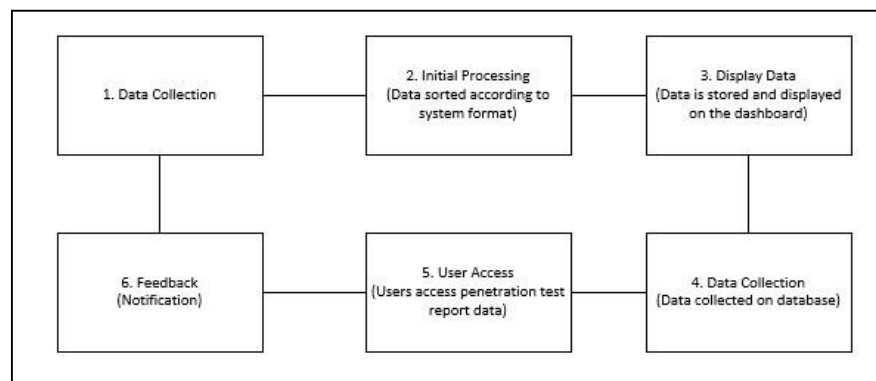 1. Data Collection
2. Initial Processing
(Data sorted according to
system format)
3. Display Data
(Data is stored and displayed
on the dashboard)
6. Feedback
(Notification)
5. User Access
(Users access penetration test
report data)
4. Data Collection
(Data collected on database)